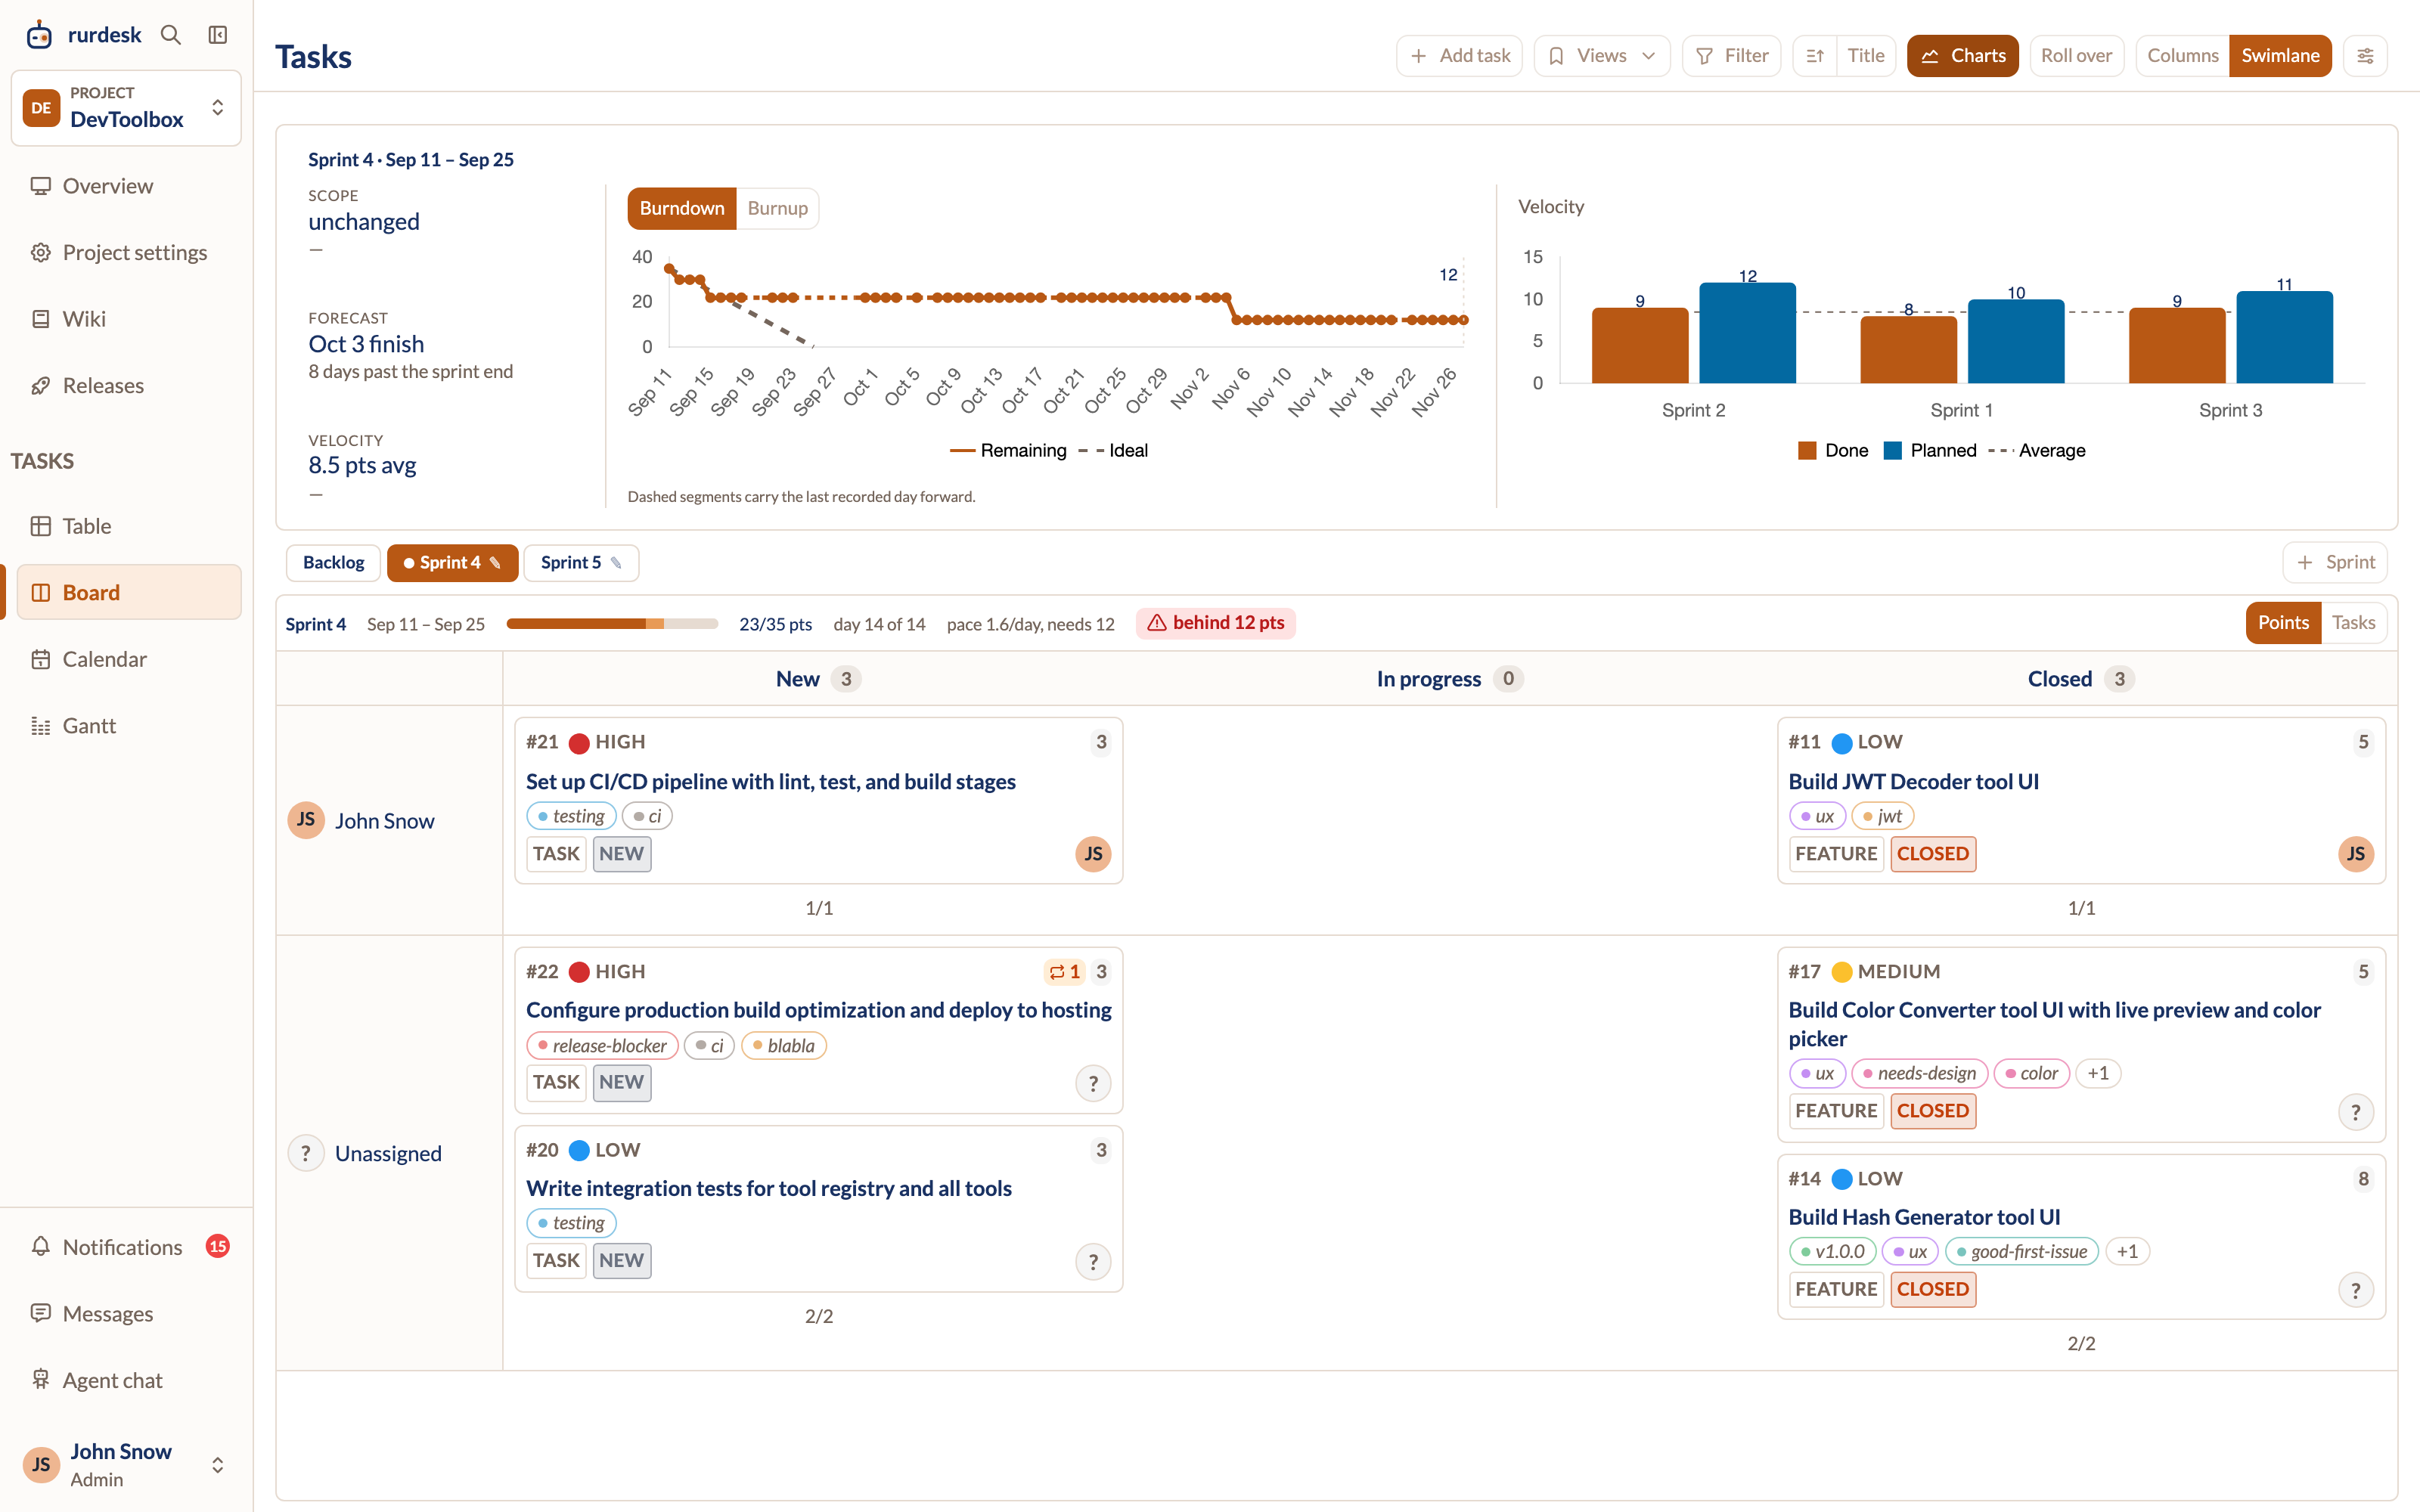 rurdesk
DE
PROJECT
DevToolbox
Overview
Project settings
Wiki
Releases
TASKS
Table
Board
Calendar
Gantt
Notifications 15
Messages
Agent chat
JS
John Snow
Admin
Tasks
Add task
Views
Filter
Title
Charts
Roll over
Columns
Swimlane
Sprint 4 · Sep 11 – Sep 25
SCOPE
unchanged
—
FORECAST
Oct 3 finish
8 days past the sprint end
VELOCITY
8.5 pts avg
—
Burndown Burnup
40
20
0
12
Sep 11 Sep 15 Sep 19 Sep 23 Sep 27 Oct 1 Oct 5 Oct 9 Oct 13 Oct 17 Oct 21 Oct 25 Oct 29 Nov 2 Nov 6 Nov 10 Nov 14 Nov 18 Nov 22 Nov 26
Remaining Ideal
Dashed segments carry the last recorded day forward.
Velocity
15
10
5
0
9 12 8 10 9 11
Sprint 2 Sprint 1 Sprint 3
Done Planned Average
Backlog
Sprint 4
Sprint 5
+ Sprint
Sprint 4 Sep 11 – Sep 25 23/35 pts day 14 of 14 pace 1.6/day, needs 12 behind 12 pts
Points Tasks
New 3
In progress 0
Closed 3
JS John Snow
#21 HIGH 3
Set up CI/CD pipeline with lint, test, and build stages
testing ci
TASK NEW JS
1/1
#11 LOW 5
Build JWT Decoder tool UI
ux jwt
FEATURE CLOSED JS
1/1
? Unassigned
#22 HIGH 1 3
Configure production build optimization and deploy to hosting
release-blocker ci blabla
TASK NEW ?
#20 LOW 3
Write integration tests for tool registry and all tools
testing
TASK NEW ?
2/2
#17 MEDIUM 5
Build Color Converter tool UI with live preview and color
picker
ux needs-design color +1
FEATURE CLOSED ?
#14 LOW 8
Build Hash Generator tool UI
v1.0.0 ux good-first-issue +1
FEATURE CLOSED ?
2/2